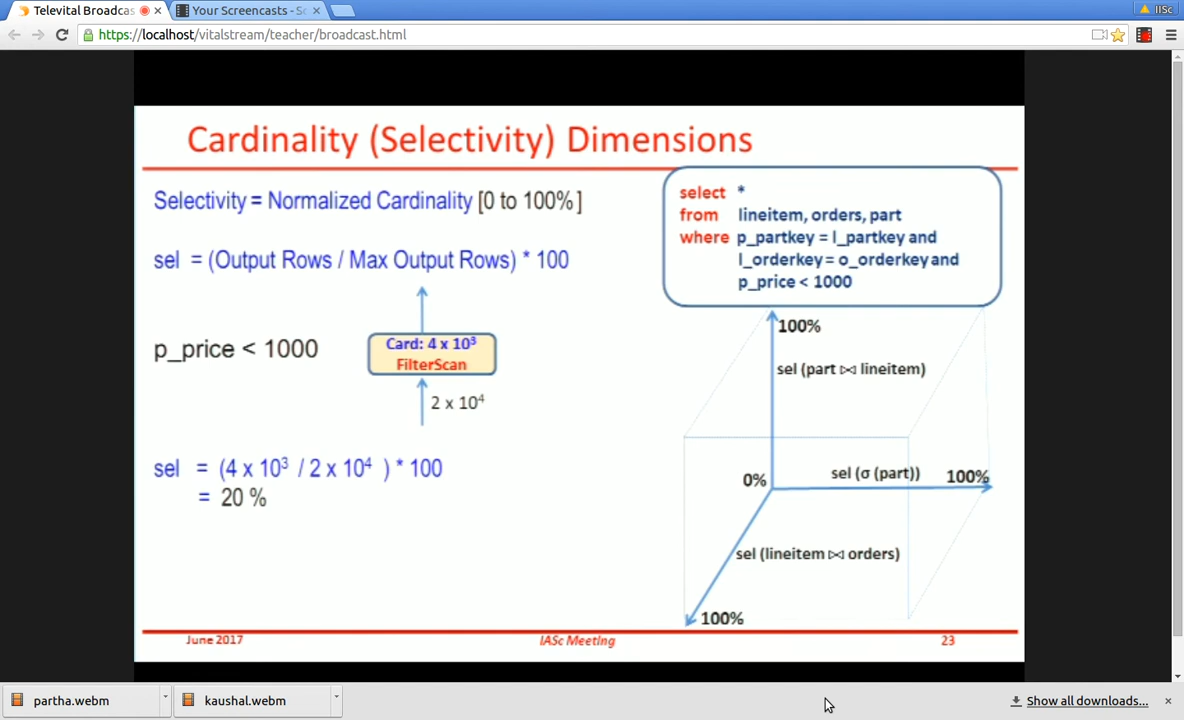 Televital Broadcas
Your Screencasts - Sc
IISc
https://localhost/vitalstream/teacher/broadcast.html
Cardinality (Selectivity) Dimensions
Selectivity = Normalized Cardinality [0 to 100%]
sel = (Output Rows / Max Output Rows) * 100
p_price < 1000
Card: 4 x 10³
FilterScan
2 x 10⁴
sel = (4 x 10³ / 2 x 10⁴ ) * 100
= 20 %
select *
from lineitem, orders, part
where p_partkey = l_partkey and
l_orderkey = o_orderkey and
p_price < 1000
100%
sel (part ⋈ lineitem)
0%
sel (σ (part))
100%
sel (lineitem ⋈ orders)
100%
June 2017
IASc Meeting
23
partha.webm
kaushal.webm
Show all downloads...